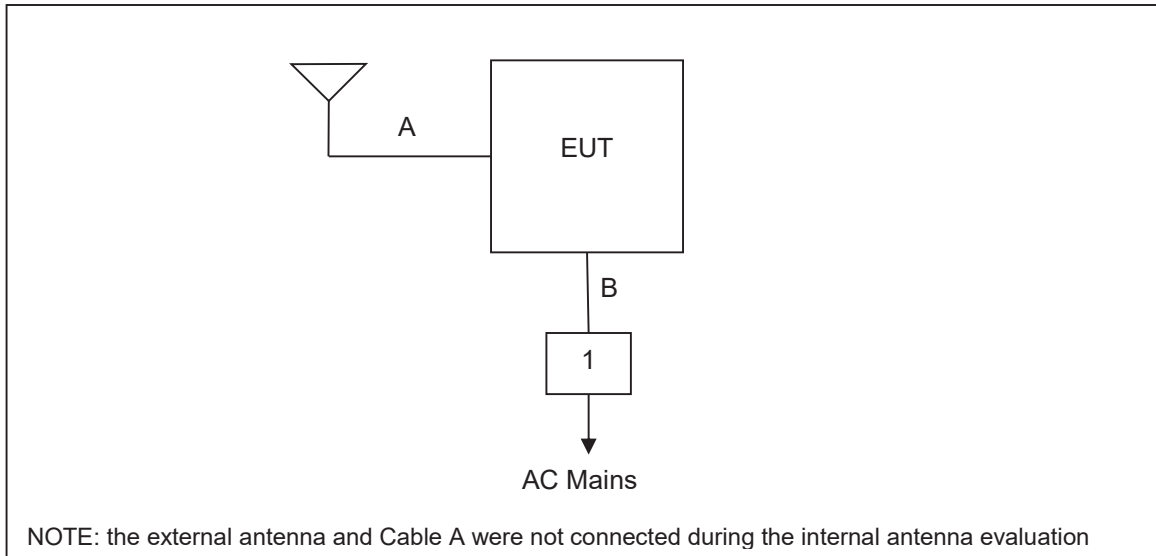 A
EUT
B
1
AC Mains
NOTE: the external antenna and Cable A were not connected during the internal antenna evaluation